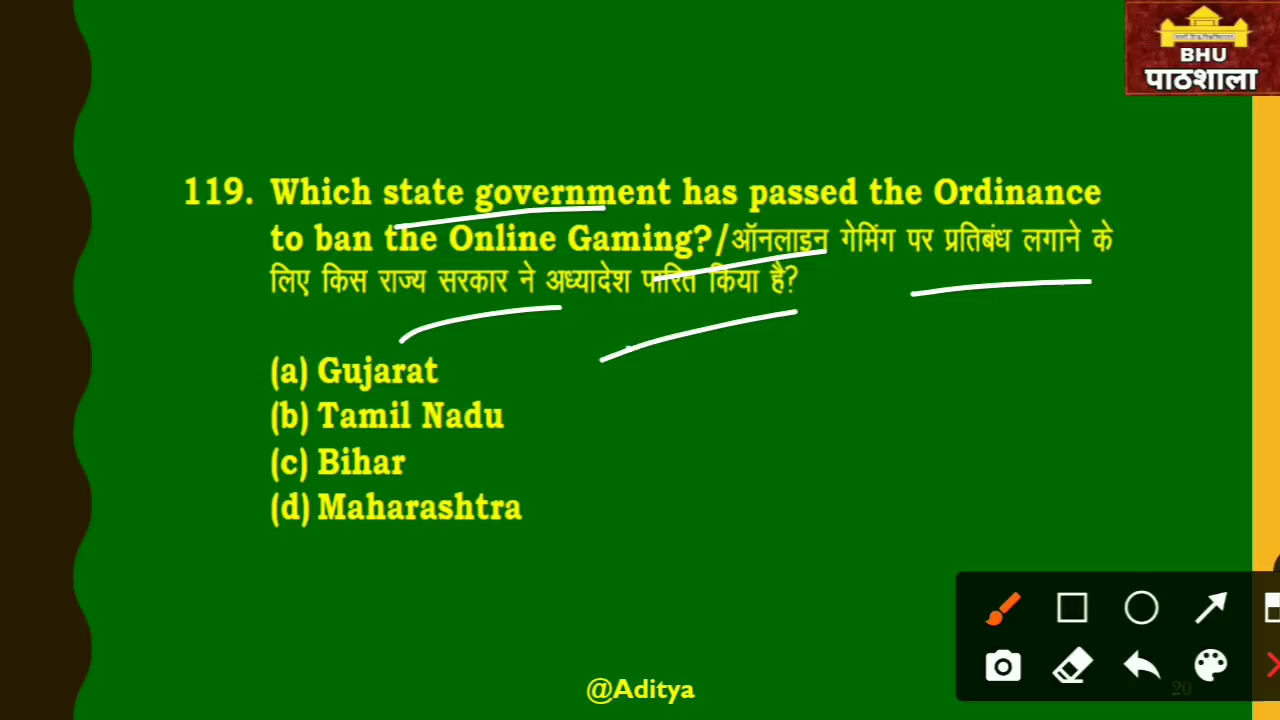 BHU
पाठशाला
119. Which state government has passed the Ordinance
to ban the Online Gaming?/ऑनलाइन गेमिंग पर प्रतिबंध लगाने के
लिए किस राज्य सरकार ने अध्यादेश पारित किया है?
(a) Gujarat
(b) Tamil Nadu
(c) Bihar
(d) Maharashtra
@Aditya
20